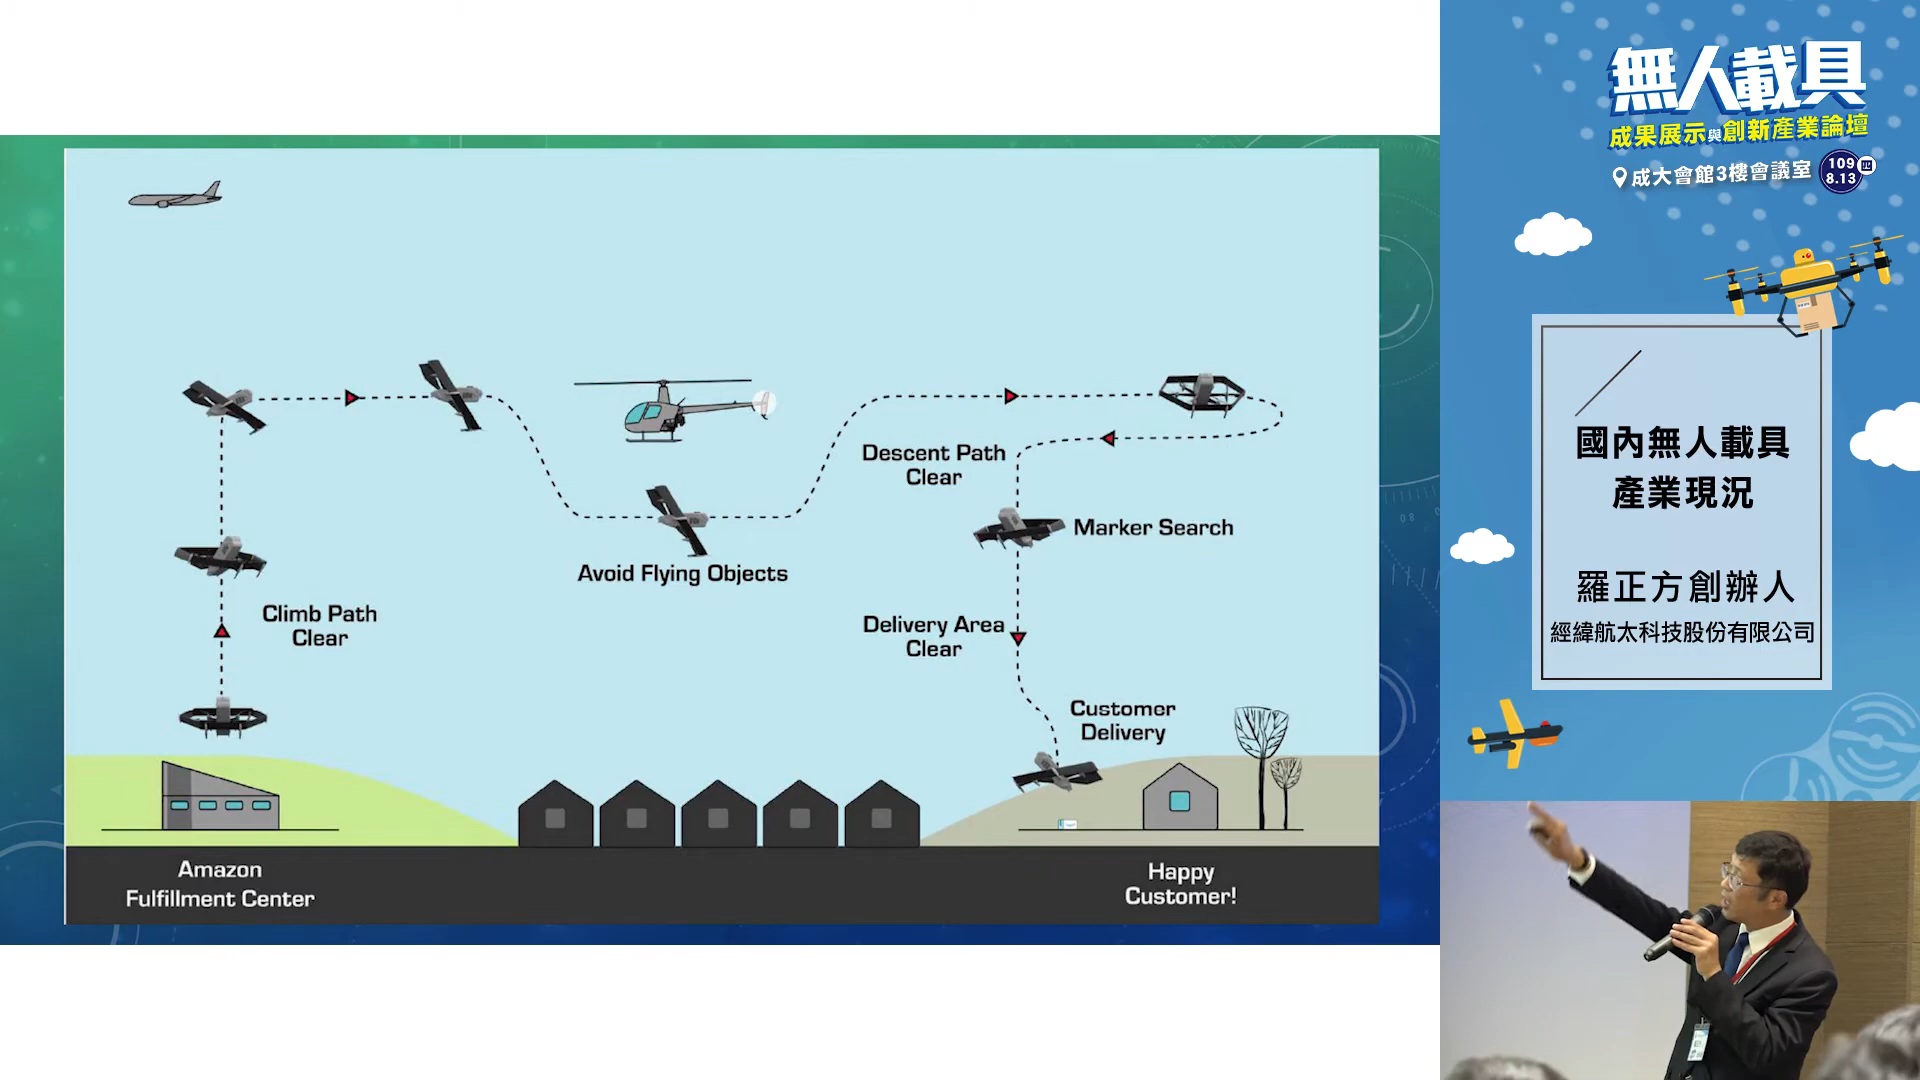 Descent Path
Clear
Marker Search
Avoid Flying Objects
Climb Path
Clear
Delivery Area
Clear
Customer
Delivery
Amazon
Fulfillment Center
Happy
Customer!
無人載具
成果展示與創新產業論壇
成大會館3樓會議室
109
8.13
四
國內無人載具
產業現況
羅正方創辦人
經緯航太科技股份有限公司